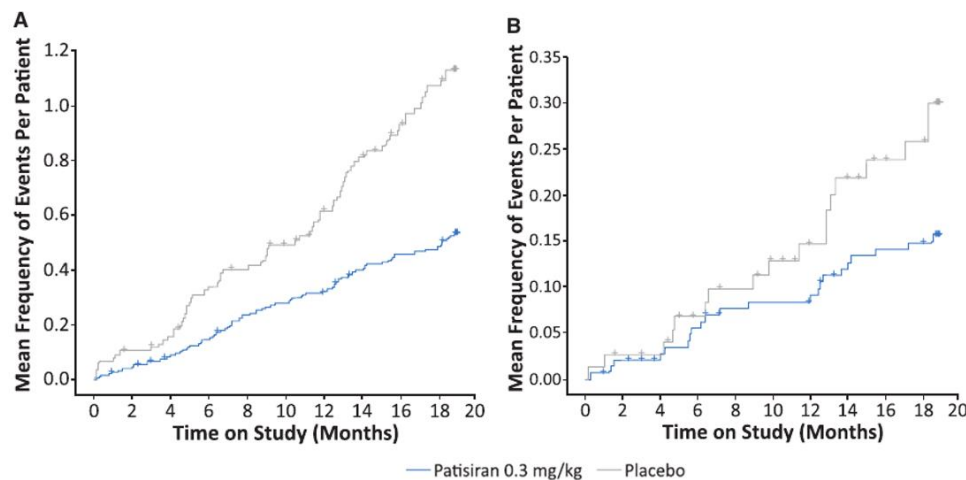 A
Mean Frequency of Events Per Patient
1.2
1.0
0.8
0.6
0.4
0.2
0.0
0 2 4 6 8 10 12 14 16 18 20
Time on Study (Months)
B
Mean Frequency of Events Per Patient
0.35
0.30
0.25
0.20
0.15
0.10
0.05
0.00
0 2 4 6 8 10 12 14 16 18 20
Time on Study (Months)
Patisiran 0.3 mg/kg Placebo